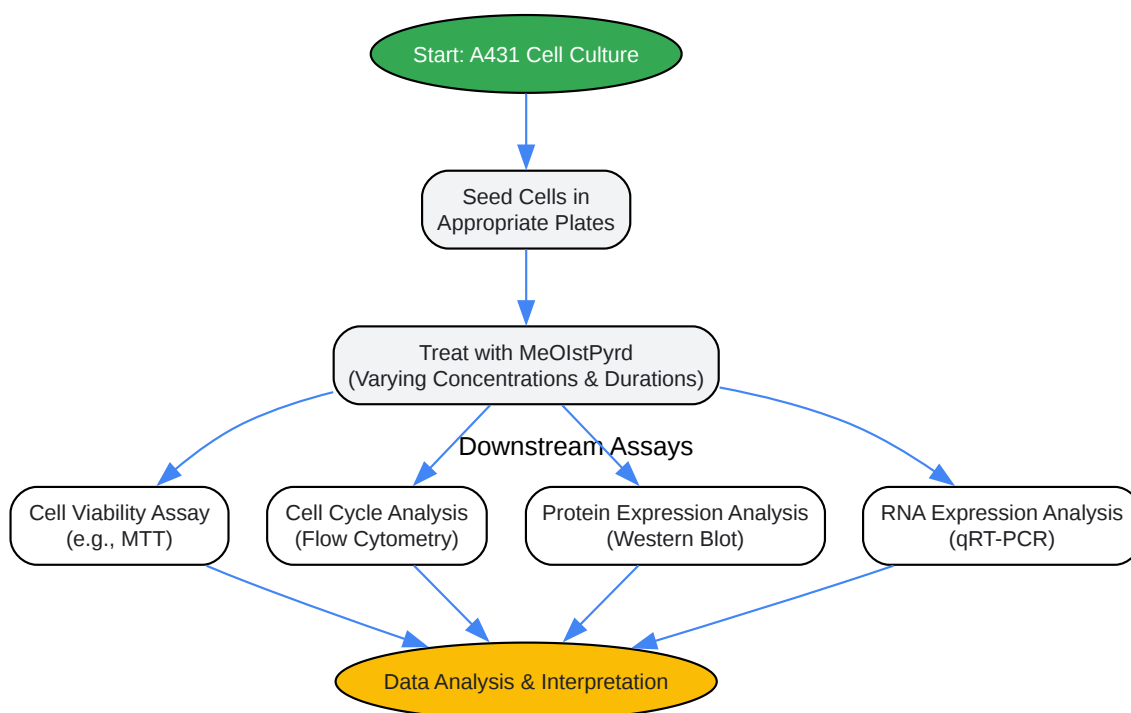 Start: A431 Cell Culture
Seed Cells in
Appropriate Plates
Treat with MeOIstPyrd
(Varying Concentrations & Durations)
Downstream Assays
Cell Viability Assay
(e.g., MTT)
Cell Cycle Analysis
(Flow Cytometry)
Protein Expression Analysis
(Western Blot)
RNA Expression Analysis
(qRT-PCR)
Data Analysis & Interpretation